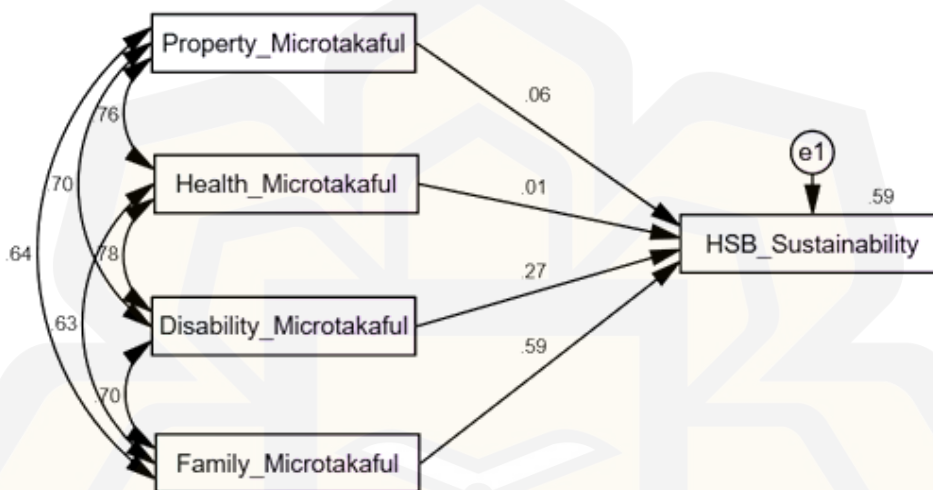 Property_Microtakaful
.06
76
e1
Health_Microtakaful
.59
.70
.01
HSB_Sustainability
.64
78
.27
.63
Disability_Microtakaful
.59
.70
Family_Microtakaful